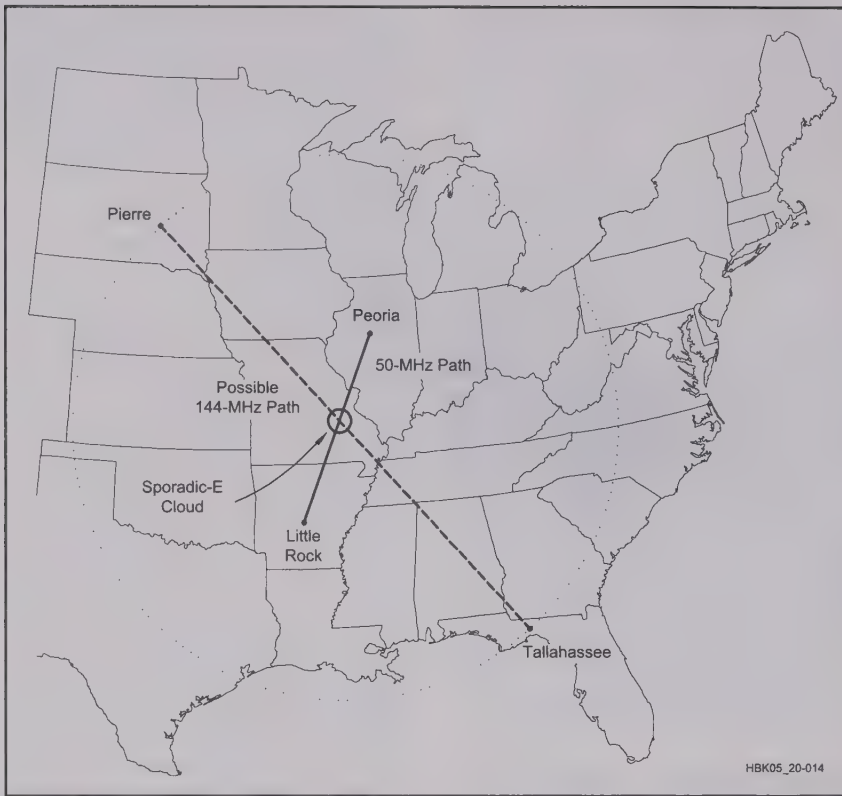 Pierre
Peoria
50-MHz Path
Possible
144-MHz Path
Sporadic-E
Cloud
Little
Rock
Tallahassee
HBK05_20-014